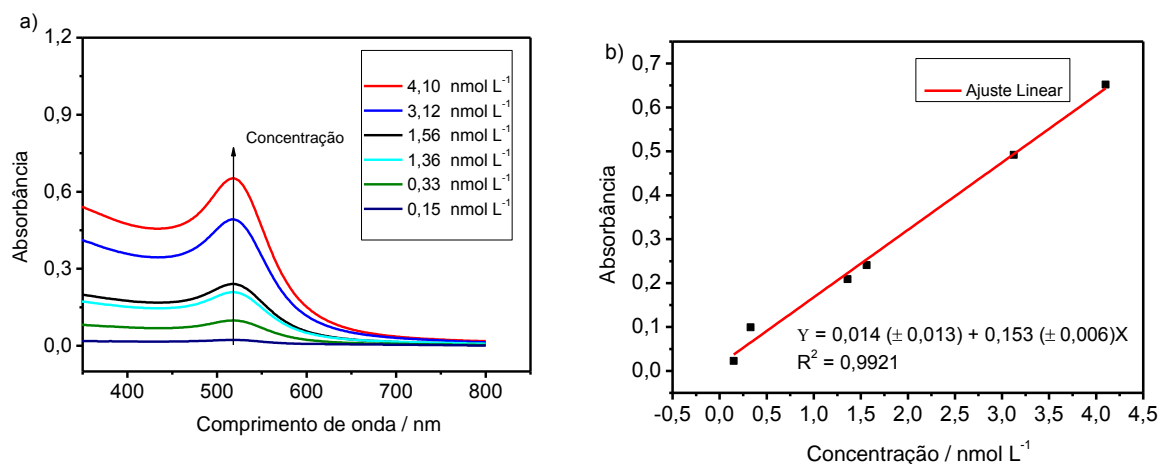 a)
1,2
0,9
0,6
0,3
0,0
Absorbância
4,10 nmol L⁻¹
3,12 nmol L⁻¹
1,56 nmol L⁻¹
1,36 nmol L⁻¹
0,33 nmol L⁻¹
0,15 nmol L⁻¹
Concentração
400 500 600 700 800
Comprimento de onda / nm
b)
0,7
0,6
0,5
0,4
0,3
0,2
0,1
0,0
Absorbância
Ajuste Linear
Y = 0,014 (± 0,013) + 0,153 (± 0,006)X
R² = 0,9921
-0,5 0,0 0,5 1,0 1,5 2,0 2,5 3,0 3,5 4,0 4,5
Concentração / nmol L⁻¹